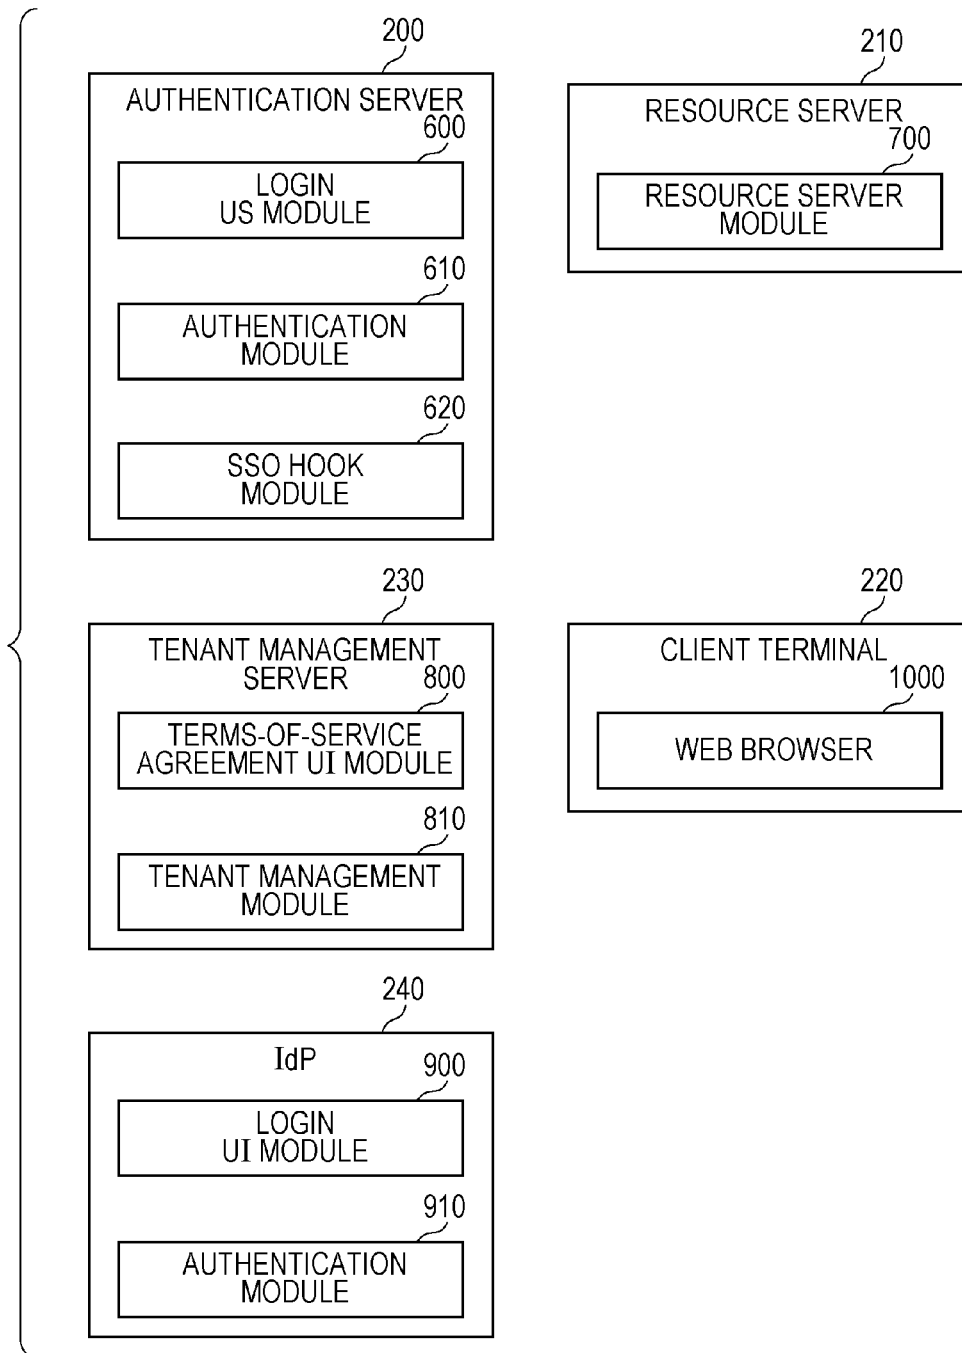 200
AUTHENTICATION SERVER
600
LOGIN
US MODULE
610
AUTHENTICATION
MODULE
620
SSO HOOK
MODULE
210
RESOURCE SERVER
700
RESOURCE SERVER
MODULE
230
TENANT MANAGEMENT
SERVER
800
TERMS-OF-SERVICE
AGREEMENT UI MODULE
810
TENANT MANAGEMENT
MODULE
220
CLIENT TERMINAL
1000
WEB BROWSER
240
IdP
900
LOGIN
UI MODULE
910
AUTHENTICATION
MODULE